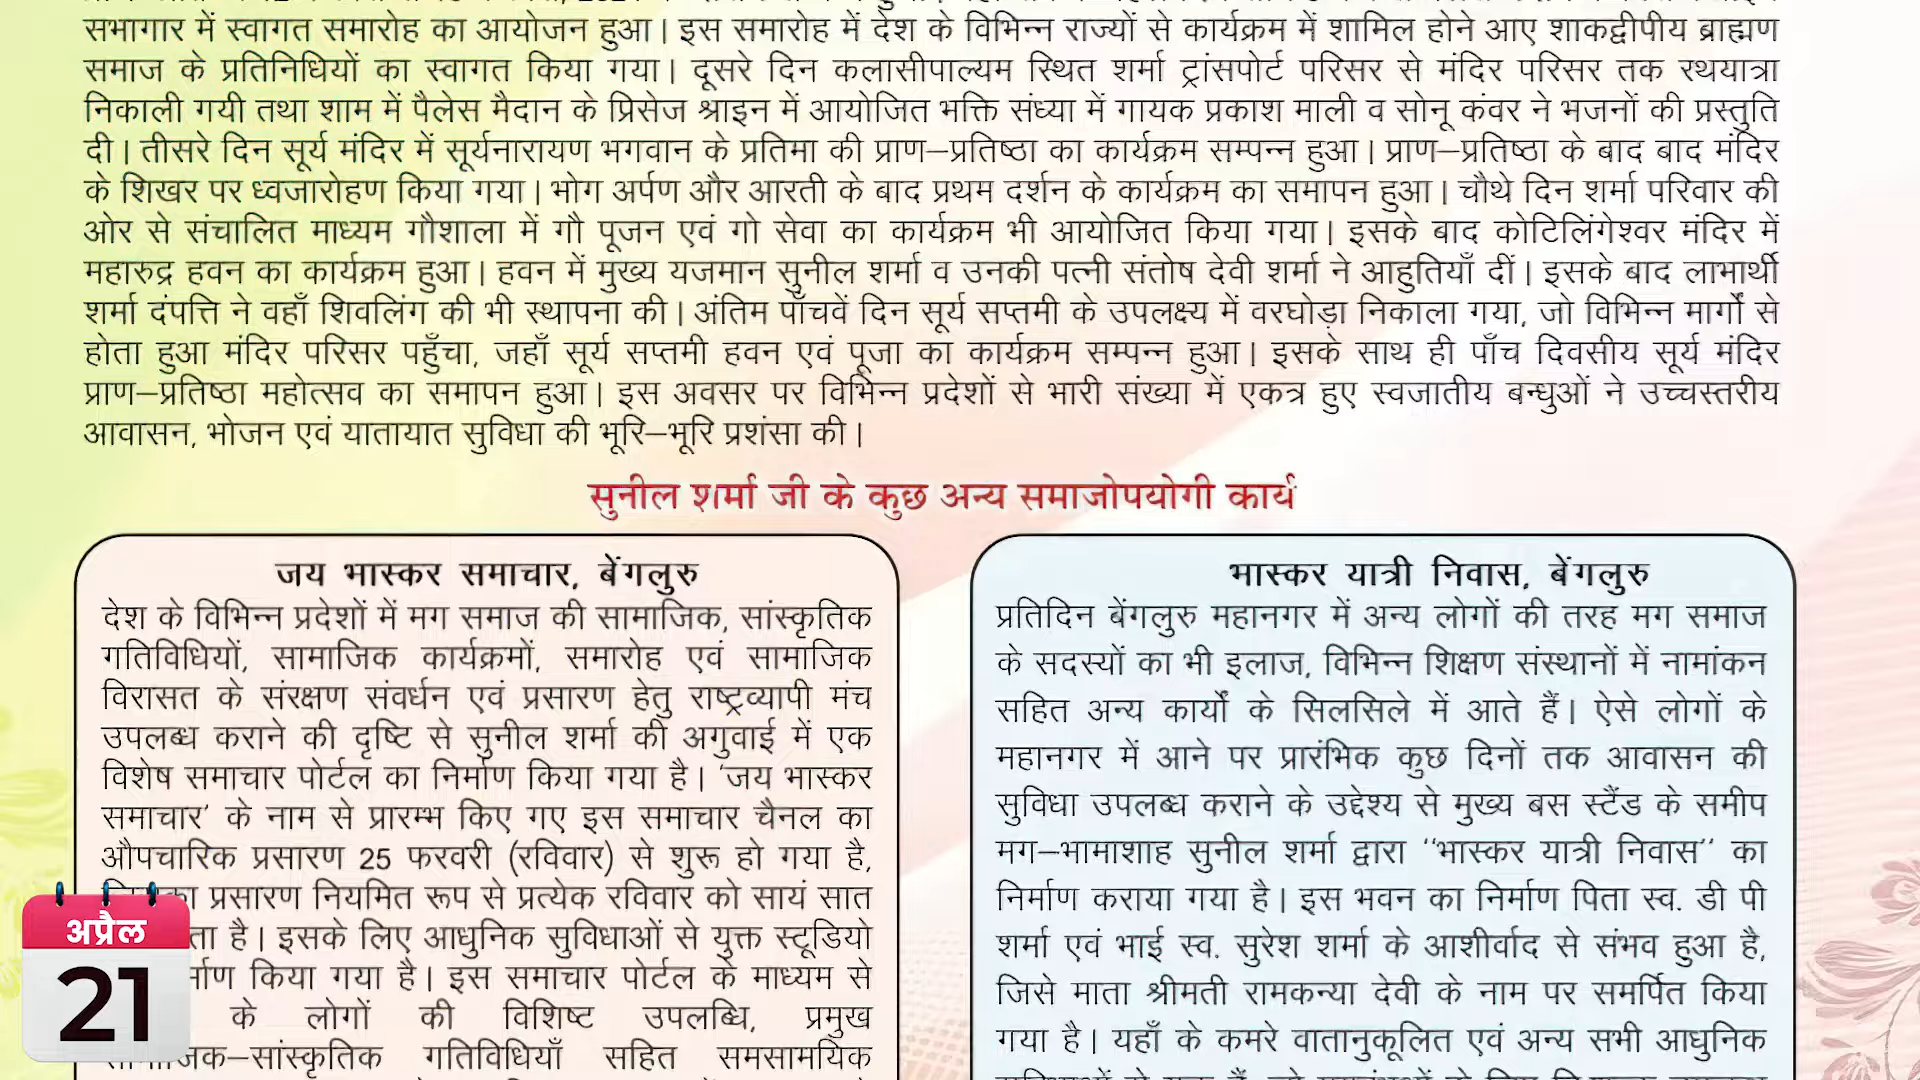 सभागार में स्वागत समारोह का आयोजन हुआ। इस समारोह में देश के विभिन्न राज्यों से कार्यक्रम में शामिल होने आए शाकद्वीपीय ब्राह्मण
समाज के प्रतिनिधियों का स्वागत किया गया। दूसरे दिन कलासीपाल्यम स्थित शर्मा ट्रांसपोर्ट परिसर से मंदिर परिसर तक रथयात्रा
निकाली गयी तथा शाम में पैलेस मैदान के प्रिसेज श्राइन में आयोजित भक्ति संध्या में गायक प्रकाश माली व सोनू कंवर ने भजनों की प्रस्तुति
दी। तीसरे दिन सूर्य मंदिर में सूर्यनारायण भगवान के प्रतिमा की प्राण–प्रतिष्ठा का कार्यक्रम सम्पन्न हुआ। प्राण–प्रतिष्ठा के बाद बाद मंदिर
के शिखर पर ध्वजारोहण किया गया। भोग अर्पण और आरती के बाद प्रथम दर्शन के कार्यक्रम का समापन हुआ। चौथे दिन शर्मा परिवार की
ओर से संचालित माध्यम गौशाला में गौ पूजन एवं गो सेवा का कार्यक्रम भी आयोजित किया गया। इसके बाद कोटिलिंगेश्वर मंदिर में
महारुद्र हवन का कार्यक्रम हुआ। हवन में मुख्य यजमान सुनील शर्मा व उनकी पत्नी संतोष देवी शर्मा ने आहुतियाँ दीं। इसके बाद लाभार्थी
शर्मा दंपत्ति ने वहाँ शिवलिंग की भी स्थापना की। अंतिम पाँचवें दिन सूर्य सप्तमी के उपलक्ष्य में वरघोड़ा निकाला गया, जो विभिन्न मार्गों से
होता हुआ मंदिर परिसर पहुँचा, जहाँ सूर्य सप्तमी हवन एवं पूजा का कार्यक्रम सम्पन्न हुआ। इसके साथ ही पाँच दिवसीय सूर्य मंदिर
प्राण–प्रतिष्ठा महोत्सव का समापन हुआ। इस अवसर पर विभिन्न प्रदेशों से भारी संख्या में एकत्र हुए स्वजातीय बन्धुओं ने उच्चस्तरीय
आवासन, भोजन एवं यातायात सुविधा की भूरि–भूरि प्रशंसा की।
सुनील शर्मा जी के कुछ अन्य समाजोपयोगी कार्य
जय भास्कर समाचार, बेंगलुरु
देश के विभिन्न प्रदेशों में मग समाज की सामाजिक, सांस्कृतिक
गतिविधियों, सामाजिक कार्यक्रमों, समारोह एवं सामाजिक
विरासत के संरक्षण संवर्धन एवं प्रसारण हेतु राष्ट्रव्यापी मंच
उपलब्ध कराने की दृष्टि से सुनील शर्मा की अगुवाई में एक
विशेष समाचार पोर्टल का निर्माण किया गया है। 'जय भास्कर
समाचार' के नाम से प्रारम्भ किए गए इस समाचार चैनल का
औपचारिक प्रसारण 25 फरवरी (रविवार) से शुरू हो गया है,
प्रसारण नियमित रूप से प्रत्येक रविवार को सायं सात
है। इसके लिए आधुनिक सुविधाओं से युक्त स्टूडियो
किया गया है। इस समाचार पोर्टल के माध्यम से
के लोगों की विशिष्ट उपलब्धि, प्रमुख
सांस्कृतिक गतिविधियाँ सहित समसामयिक
भास्कर यात्री निवास, बेंगलुरु
प्रतिदिन बेंगलुरु महानगर में अन्य लोगों की तरह मग समाज
के सदस्यों का भी इलाज, विभिन्न शिक्षण संस्थानों में नामांकन
सहित अन्य कार्यों के सिलसिले में आते हैं। ऐसे लोगों के
महानगर में आने पर प्रारंभिक कुछ दिनों तक आवासन की
सुविधा उपलब्ध कराने के उद्देश्य से मुख्य बस स्टैंड के समीप
मग–भामाशाह सुनील शर्मा द्वारा ''भास्कर यात्री निवास'' का
निर्माण कराया गया है। इस भवन का निर्माण पिता स्व. डी पी
शर्मा एवं भाई स्व. सुरेश शर्मा के आशीर्वाद से संभव हुआ है,
जिसे माता श्रीमती रामकन्या देवी के नाम पर समर्पित किया
गया है। यहाँ के कमरे वातानुकूलित एवं अन्य सभी आधुनिक
अप्रैल
21